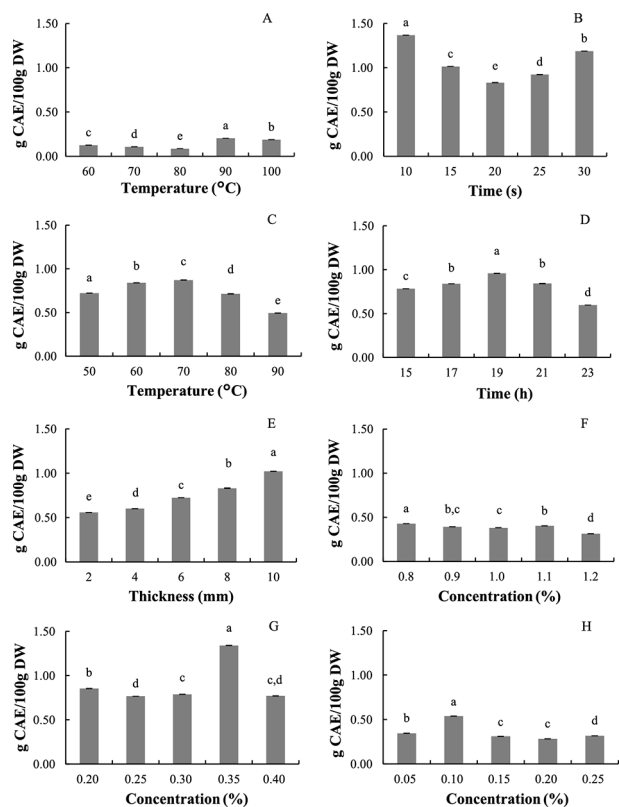 A
g CAE/100g DW
1.50
1.00
0.50
0.00
c d e a b
60 70 80 90 100
Temperature (°C)
B
g CAE/100g DW
1.50
1.00
0.50
0.00
a c e d b
10 15 20 25 30
Time (s)
C
g CAE/100g DW
1.50
1.00
0.50
0.00
a b c d e
50 60 70 80 90
Temperature (°C)
D
g CAE/100g DW
1.50
1.00
0.50
0.00
c b a b d
15 17 19 21 23
Time (h)
E
g CAE/100g DW
1.50
1.00
0.50
0.00
e d c b a
2 4 6 8 10
Thickness (mm)
F
g CAE/100g DW
1.50
1.00
0.50
0.00
a b,c c b d
0.8 0.9 1.0 1.1 1.2
Concentration (%)
G
g CAE/100g DW
1.50
1.00
0.50
0.00
b d c a c,d
0.20 0.25 0.30 0.35 0.40
Concentration (%)
H
g CAE/100g DW
1.50
1.00
0.50
0.00
b a c c d
0.05 0.10 0.15 0.20 0.25
Concentration (%)